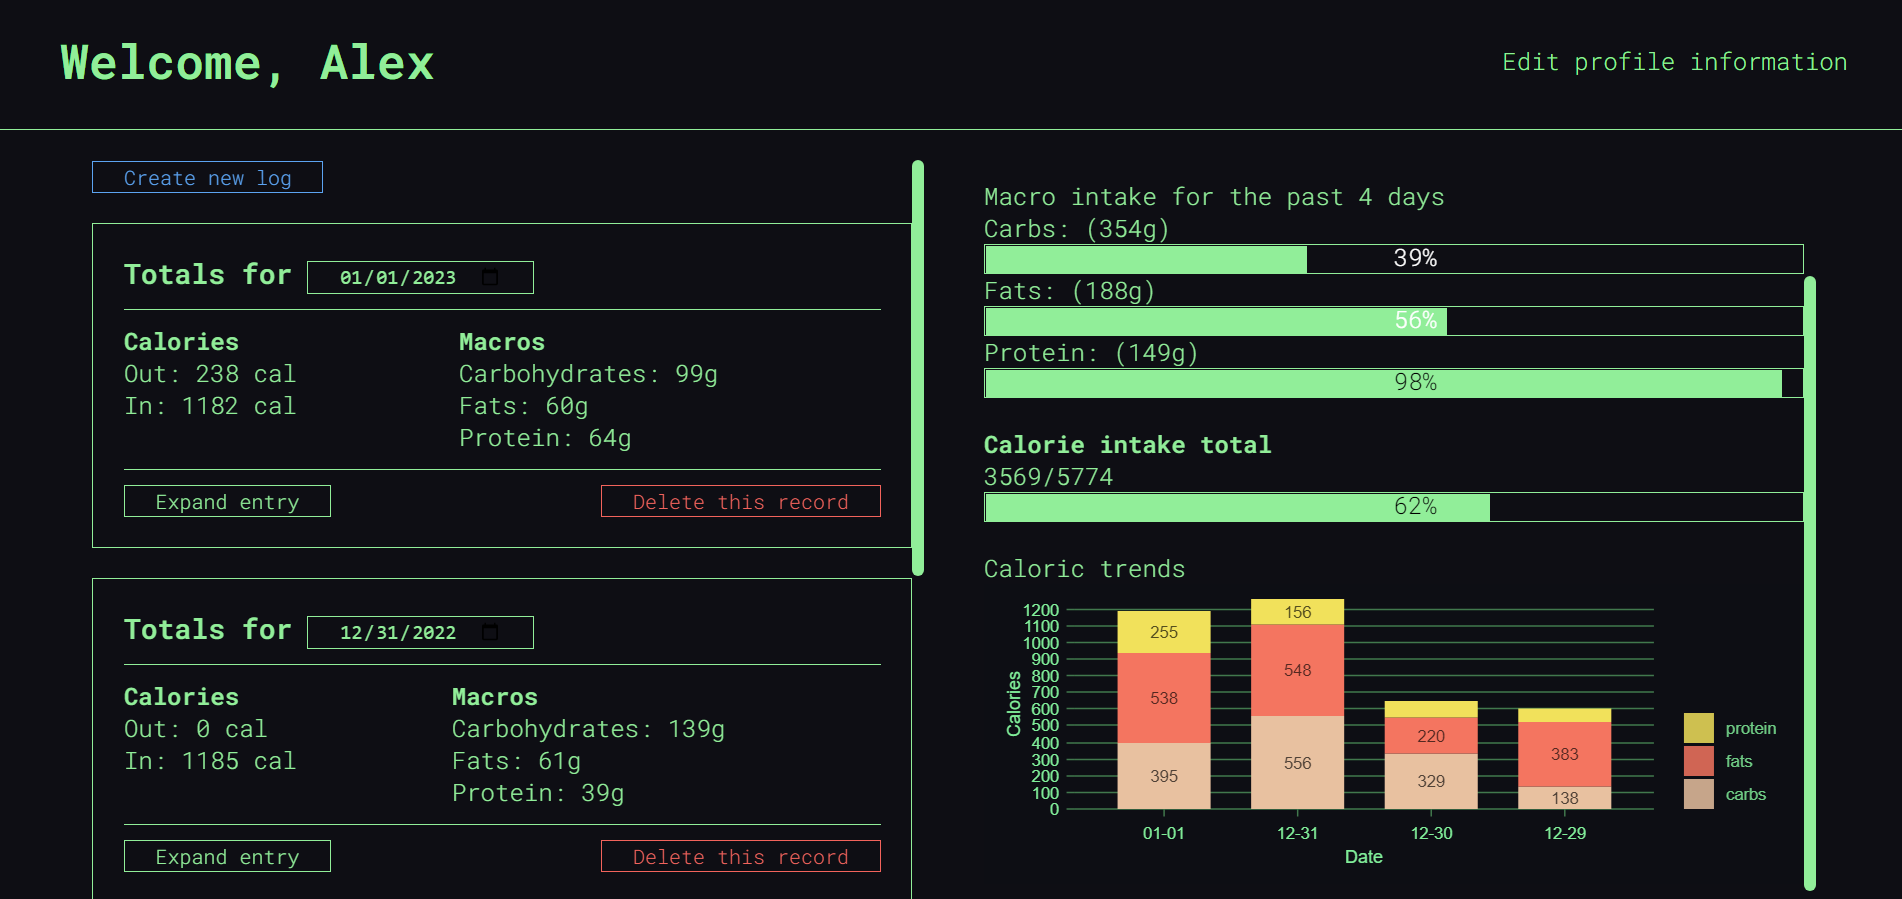 Welcome, Alex
Edit profile information
Create new log
Totals for 01/01/2023
Calories
Out: 238 cal
In: 1182 cal
Macros
Carbohydrates: 99g
Fats: 60g
Protein: 64g
Expand entry
Delete this record
Totals for 12/31/2022
Calories
Out: 0 cal
In: 1185 cal
Macros
Carbohydrates: 139g
Fats: 61g
Protein: 39g
Expand entry
Delete this record
Macro intake for the past 4 days
Carbs: (354g)
39%
Fats: (188g)
56%
Protein: (149g)
98%
Calorie intake total
3569/5774
62%
Caloric trends
Calories
1200
1100
1000
900
800
700
600
500
400
300
200
100
0
255
538
395
156
548
556
220
329
383
138
01-01
12-31
12-30
12-29
Date
protein
fats
carbs